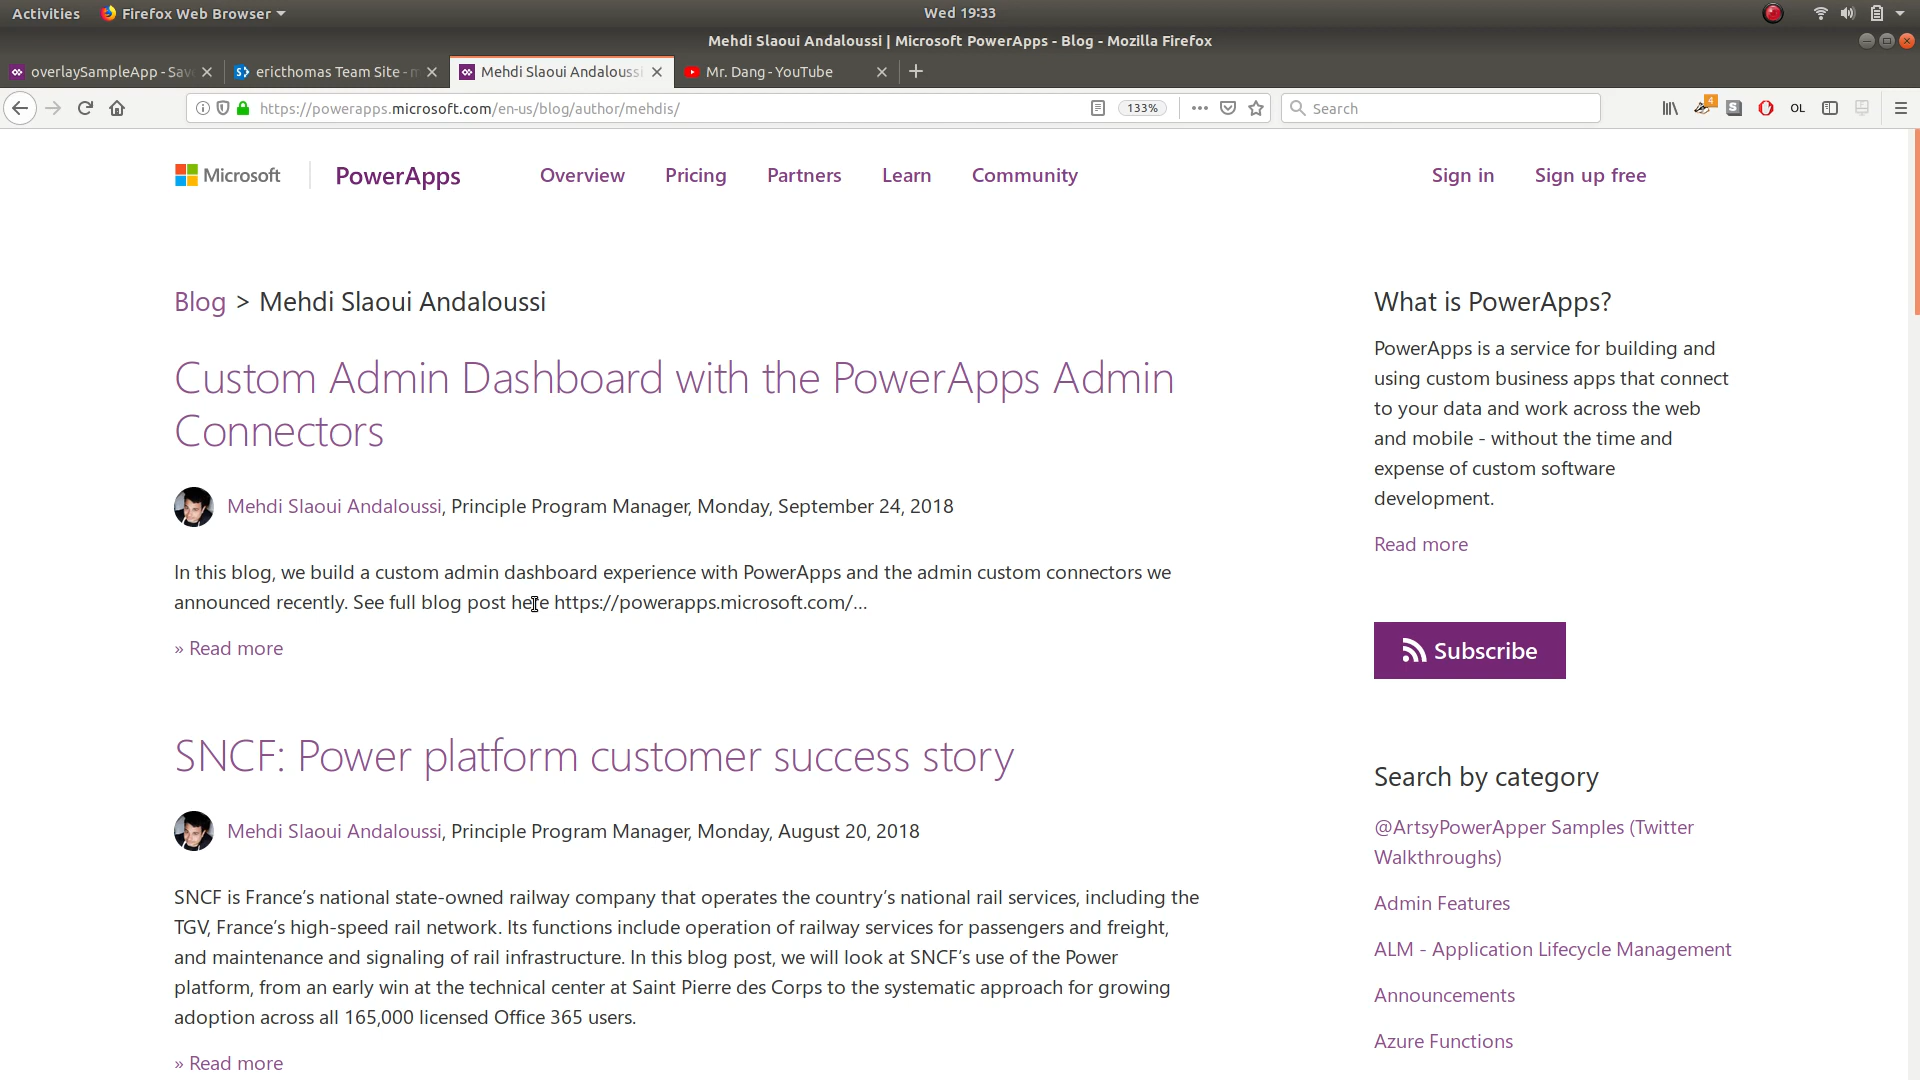 Activities Firefox Web Browser Wed 19:33
Mehdi Slaoui Andaloussi | Microsoft PowerApps - Blog - Mozilla Firefox
overlaySampleApp - Sav ericthomas Team Site - Mehdi Slaoui Andaloussi Mr. Dang - YouTube
https://powerapps.microsoft.com/en-us/blog/author/mehdis/ 133% Search 4 S OL
Microsoft PowerApps Overview Pricing Partners Learn Community Sign in Sign up free
Blog > Mehdi Slaoui Andaloussi
Custom Admin Dashboard with the PowerApps Admin
Connectors
Mehdi Slaoui Andaloussi, Principle Program Manager, Monday, September 24, 2018
In this blog, we build a custom admin dashboard experience with PowerApps and the admin custom connectors we
announced recently. See full blog post here https://powerapps.microsoft.com/...
» Read more
SNCF: Power platform customer success story
Mehdi Slaoui Andaloussi, Principle Program Manager, Monday, August 20, 2018
SNCF is France's national state-owned railway company that operates the country's national rail services, including the
TGV, France's high-speed rail network. Its functions include operation of railway services for passengers and freight,
and maintenance and signaling of rail infrastructure. In this blog post, we will look at SNCF's use of the Power
platform, from an early win at the technical center at Saint Pierre des Corps to the systematic approach for growing
adoption across all 165,000 licensed Office 365 users.
» Read more
What is PowerApps?
PowerApps is a service for building and
using custom business apps that connect
to your data and work across the web
and mobile - without the time and
expense of custom software
development.
Read more
Subscribe
Search by category
@ArtsyPowerApper Samples (Twitter
Walkthroughs)
Admin Features
ALM - Application Lifecycle Management
Announcements
Azure Functions